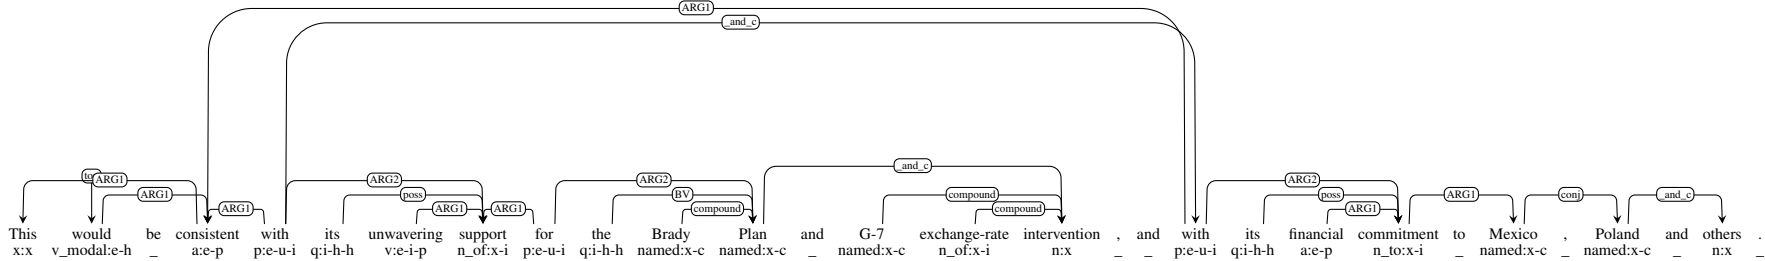 ARG1
_and_c
_and_c
to ARG1 ARG2 ARG2 ARG2
ARG1 poss BV compound poss ARG1 conj _and_c
ARG1 ARG1 ARG1 compound compound ARG1
This would be consistent with its unwavering support for the Brady Plan and G-7 exchange-rate intervention , and with its financial commitment to Mexico , Poland and others .
x:x v_modal:e-h _ a:e-p p:e-u-i q:i-h-h v:e-i-p n_of:x-i p:e-u-i q:i-h-h named:x-c named:x-c _ named:x-c n_of:x-i n:x _ _ p:e-u-i q:i-h-h a:e-p n_to:x-i _ named:x-c _ named:x-c _ n:x _